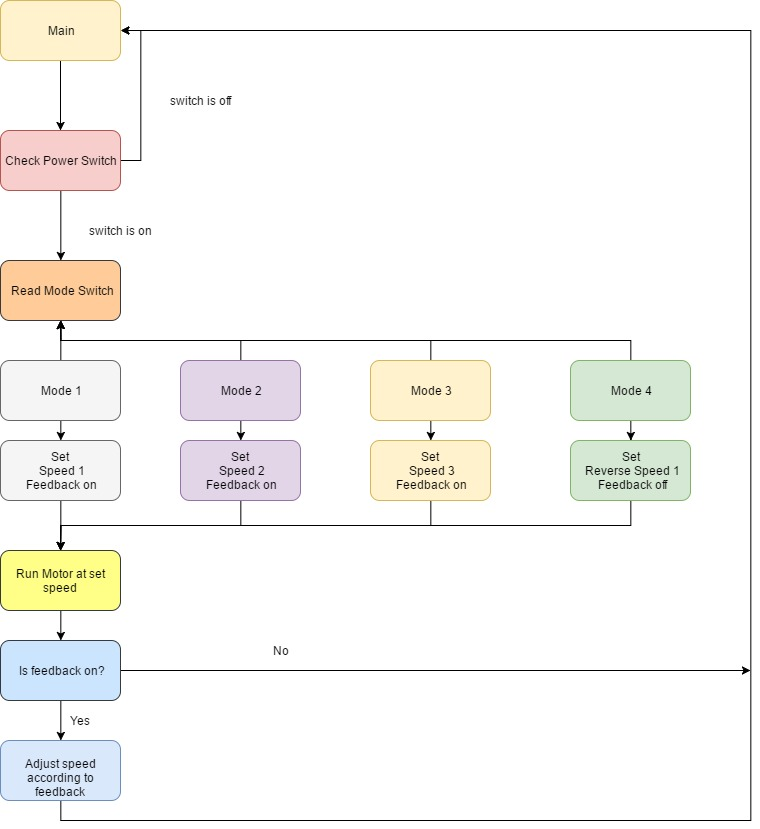 Main
switch is off
Check Power Switch
switch is on
Read Mode Switch
Mode 1
Mode 2
Mode 3
Mode 4
Set
Speed 1
Feedback on
Set
Speed 2
Feedback on
Set
Speed 3
Feedback on
Set
Reverse Speed 1
Feedback off
Run Motor at set
speed
Is feedback on?
No
Yes
Adjust speed
according to
feedback